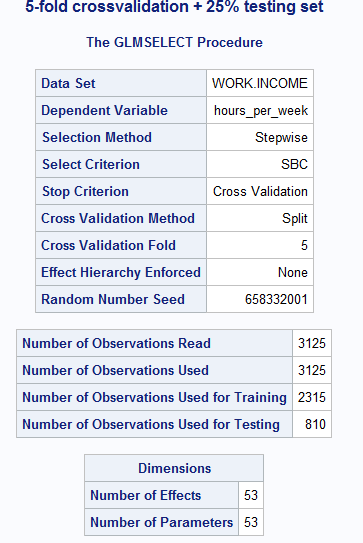 5-fold crossvalidation + 25% testing set
The GLMSELECT Procedure
Data Set WORK.INCOME
Dependent Variable hours_per_week
Selection Method Stepwise
Select Criterion SBC
Stop Criterion Cross Validation
Cross Validation Method Split
Cross Validation Fold 5
Effect Hierarchy Enforced None
Random Number Seed 658332001
Number of Observations Read 3125
Number of Observations Used 3125
Number of Observations Used for Training 2315
Number of Observations Used for Testing 810
Dimensions
Number of Effects 53
Number of Parameters 53